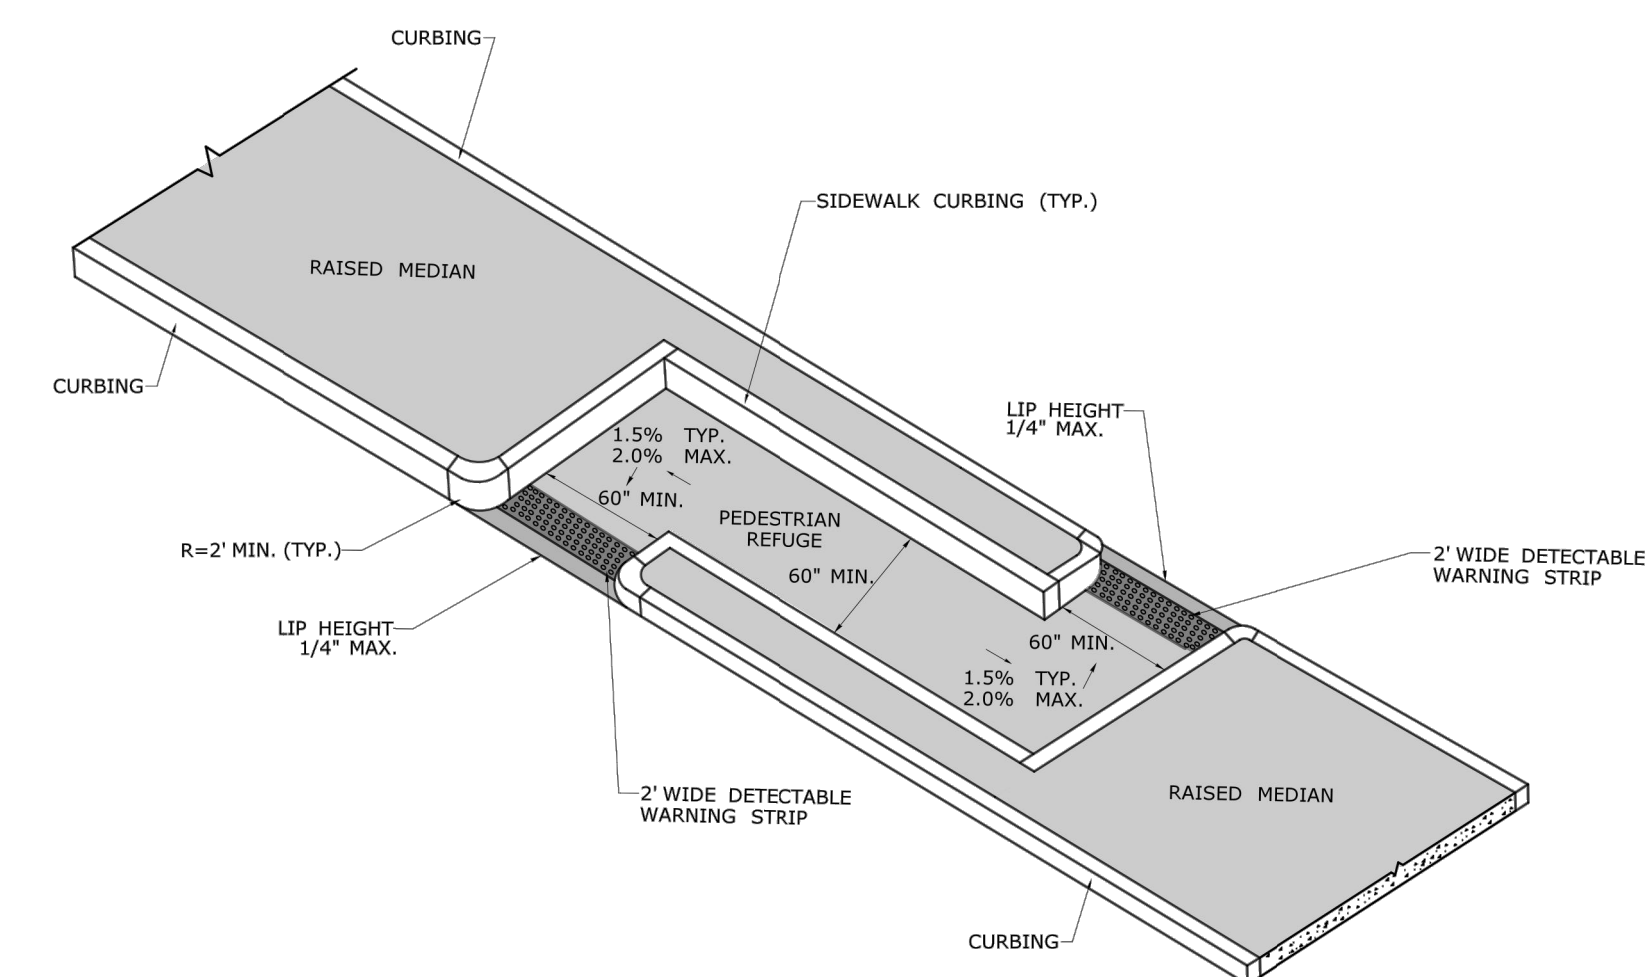 CURBING
SIDEWALK CURBING (TYP.)
RAISED MEDIAN
CURBING
LIP HEIGHT
1/4" MAX.
1.5% TYP.
2.0% MAX.
60" MIN.
PEDESTRIAN
REFUGE
R=2' MIN. (TYP.)
60" MIN.
2' WIDE DETECTABLE
WARNING STRIP
LIP HEIGHT
1/4" MAX.
60" MIN.
1.5% TYP.
2.0% MAX.
2' WIDE DETECTABLE
WARNING STRIP
RAISED MEDIAN
CURBING